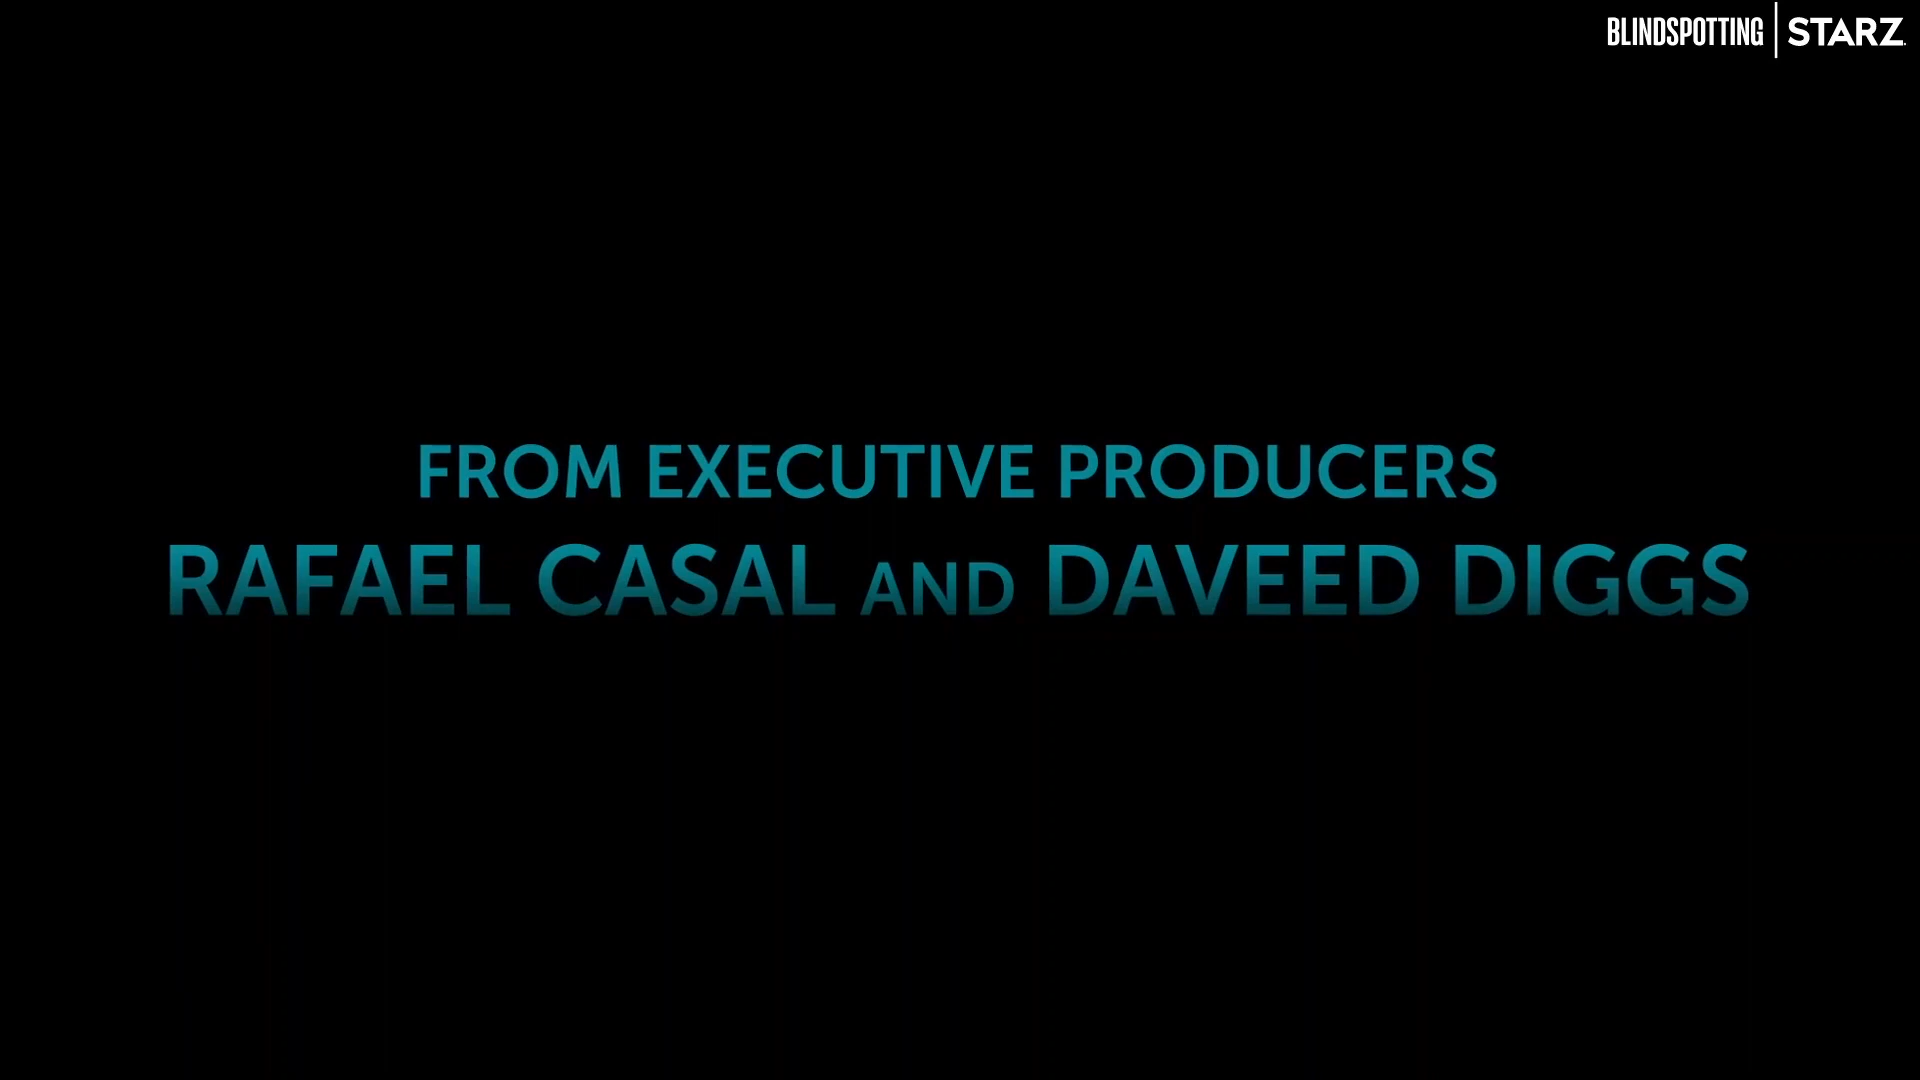 BLINDSPOTTING | STARZ
FROM EXECUTIVE PRODUCERS
RAFAEL CASAL AND DAVEED DIGGS